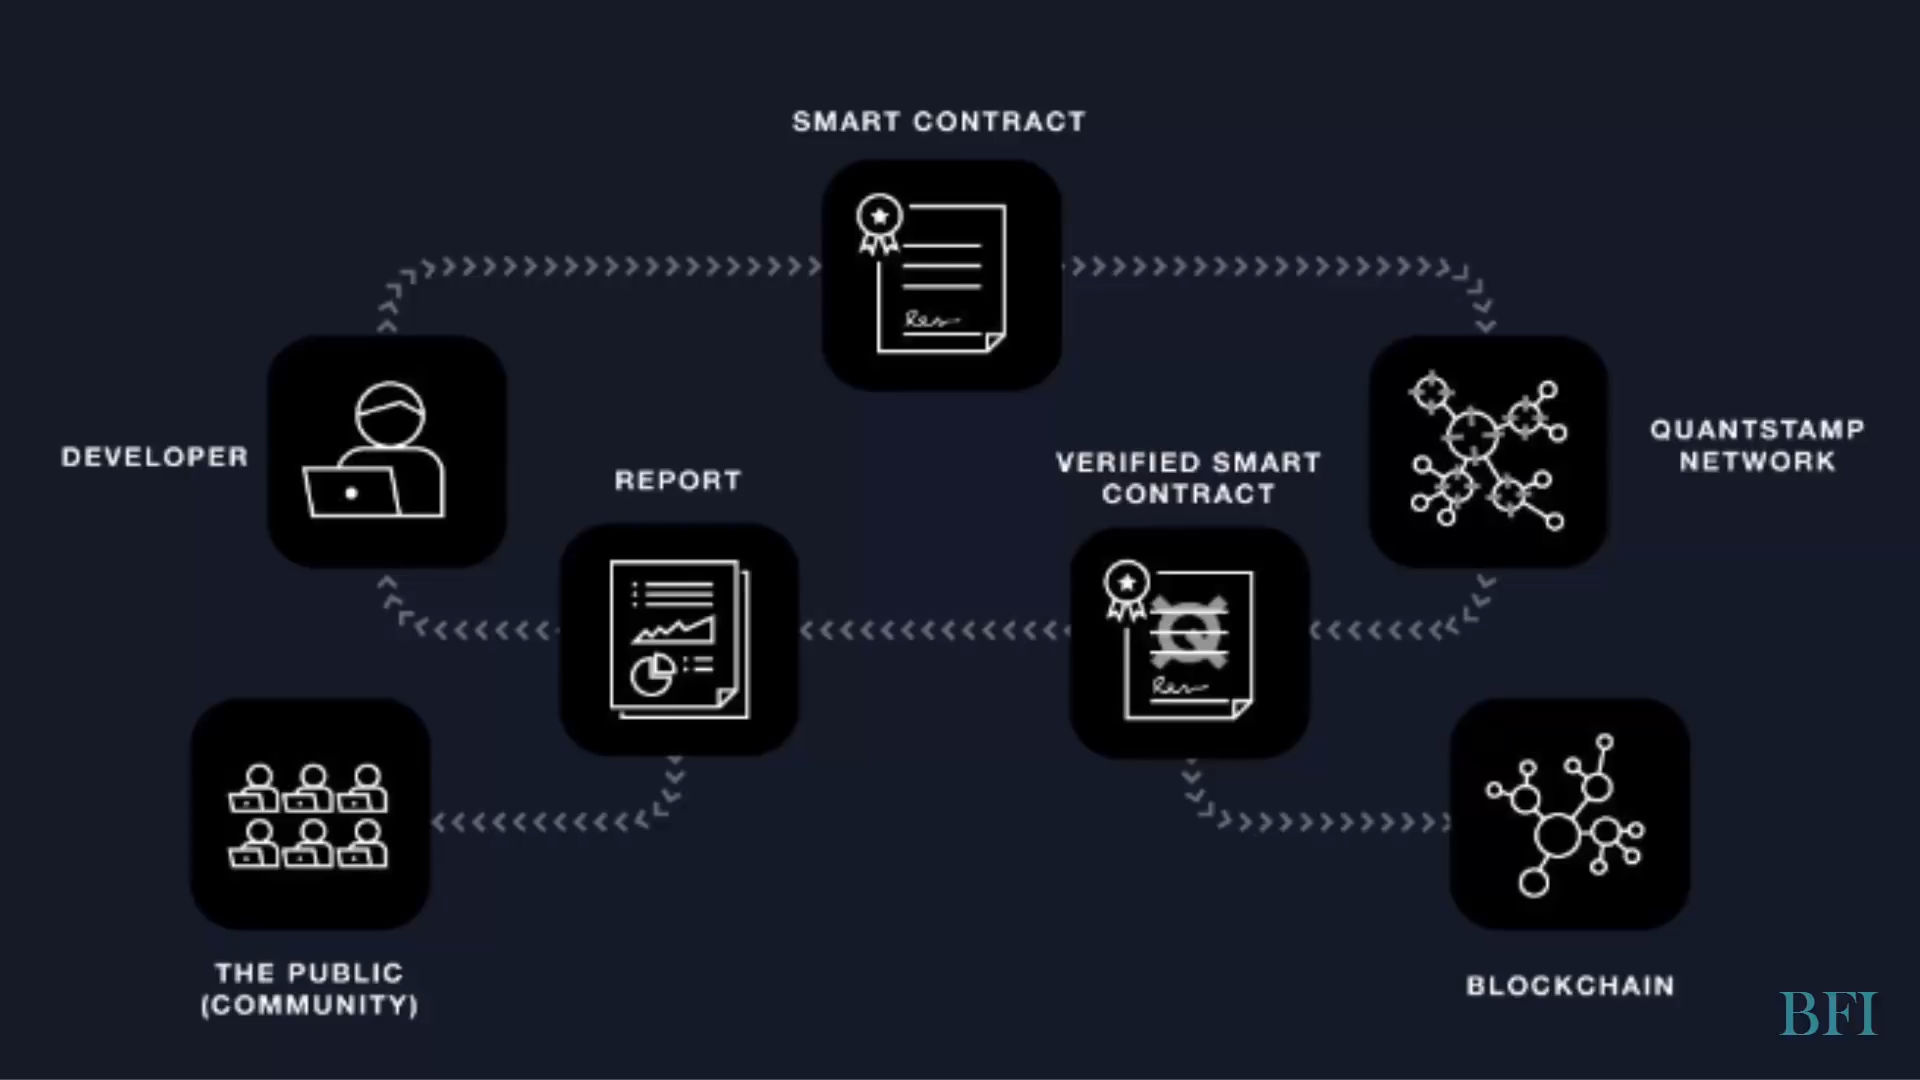 SMART CONTRACT
DEVELOPER
REPORT
VERIFIED SMART
CONTRACT
QUANTSTAMP
NETWORK
THE PUBLIC
(COMMUNITY)
BLOCKCHAIN
BFI